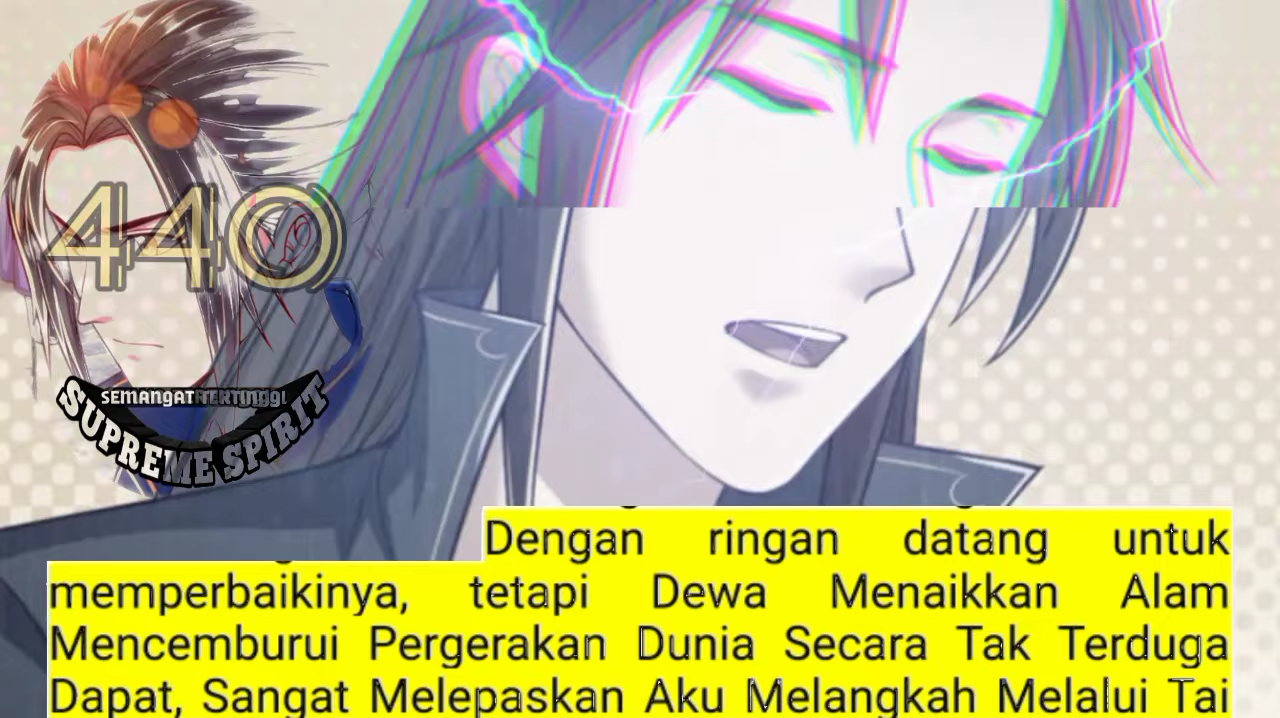 440
SEMANGAT TERTINGGI
SUPREME SPIRIT
Dengan ringan datang untuk
memperbaikinya, tetapi Dewa Menaikkan Alam
Mencemburui Pergerakan Dunia Secara Tak Terduga
Dapat, Sangat Melepaskan Aku Melangkah Melalui Tai